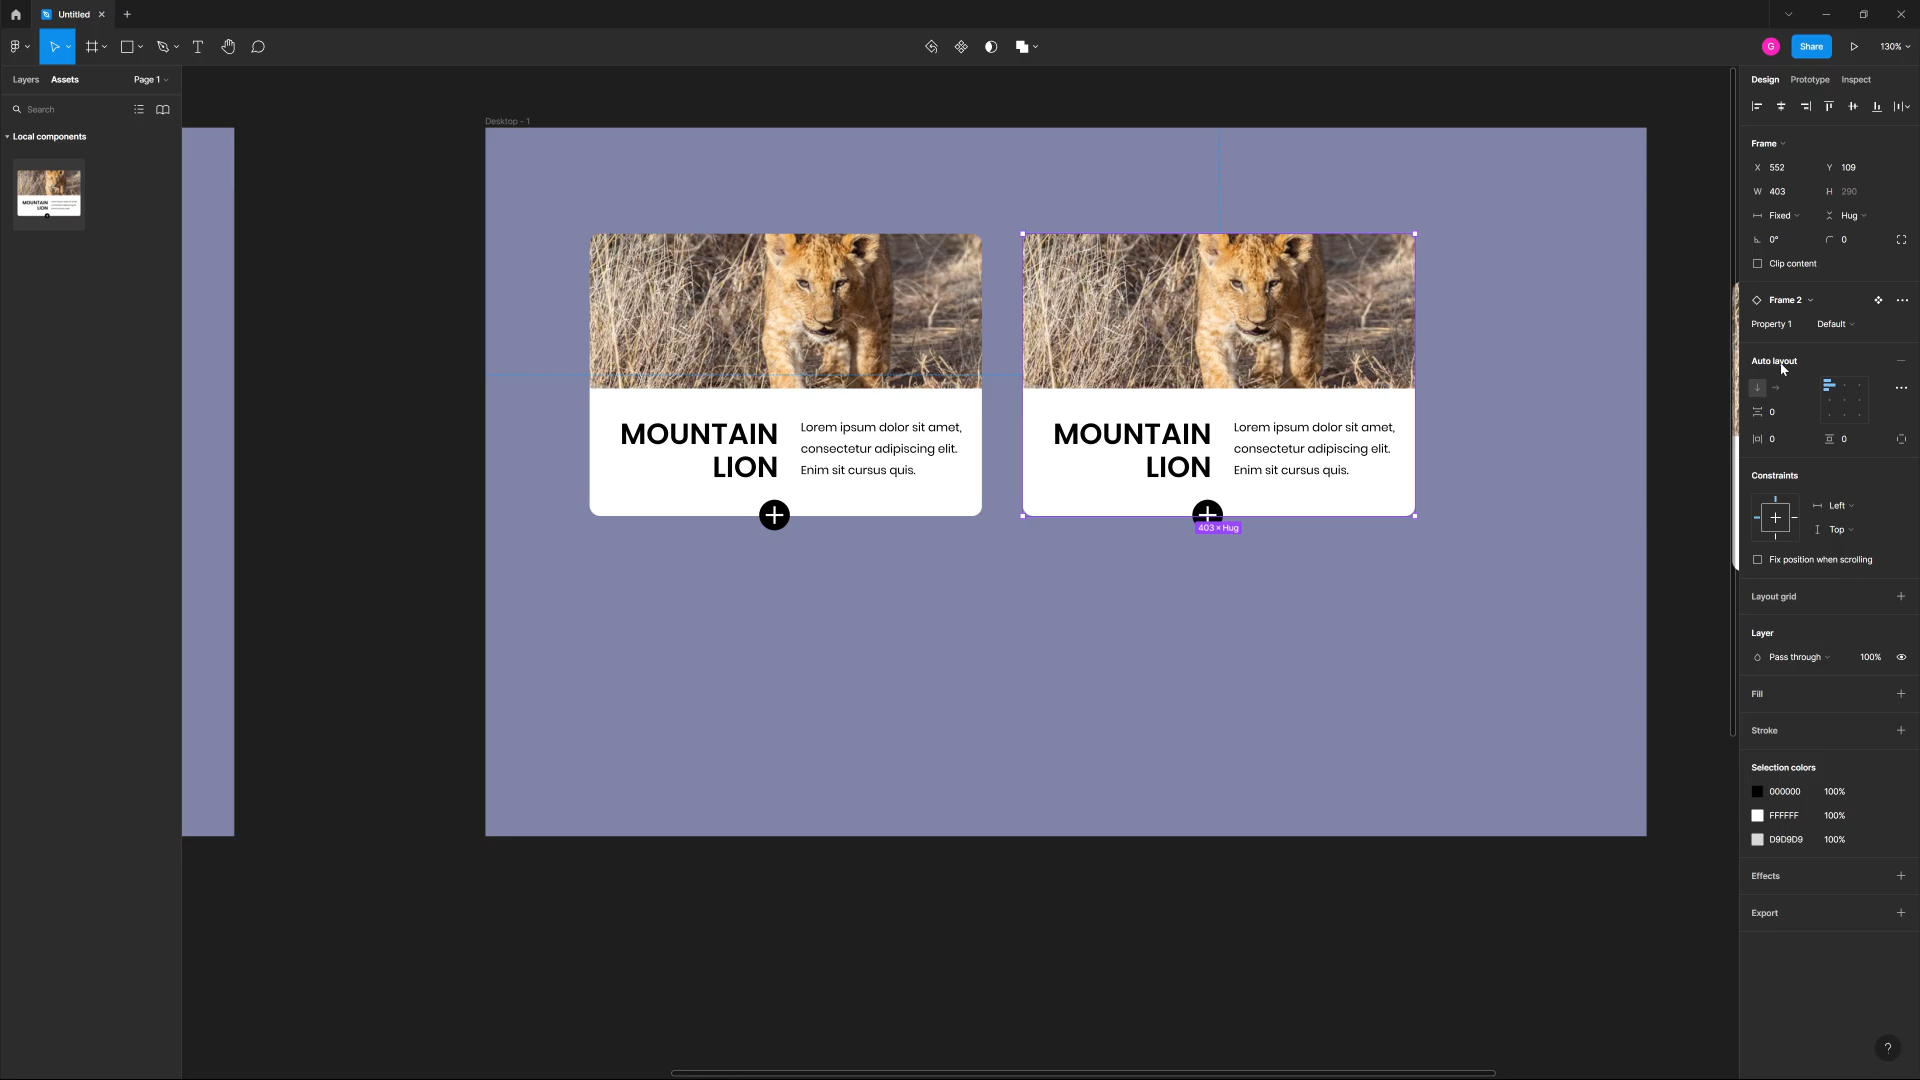 Untitled
G
Share
130%
Layers
Assets
Page 1
Search
Local components
MOUNTAIN
LION
Desktop - 1
MOUNTAIN
LION
Lorem ipsum dolor sit amet,
consectetur adipiscing elit.
Enim sit cursus quis.
MOUNTAIN
LION
Lorem ipsum dolor sit amet,
consectetur adipiscing elit.
Enim sit cursus quis.
403 × Hug
Design
Prototype
Inspect
Frame
X 552
Y 109
W 403
H 290
Fixed
Hug
0°
0
Clip content
Frame 2
Property 1
Default
Auto layout
0
0
0
Constraints
Left
Top
Fix position when scrolling
Layout grid
Layer
Pass through
100%
Fill
Stroke
Selection colors
000000 100%
FFFFFF 100%
D9D9D9 100%
Effects
Export
?